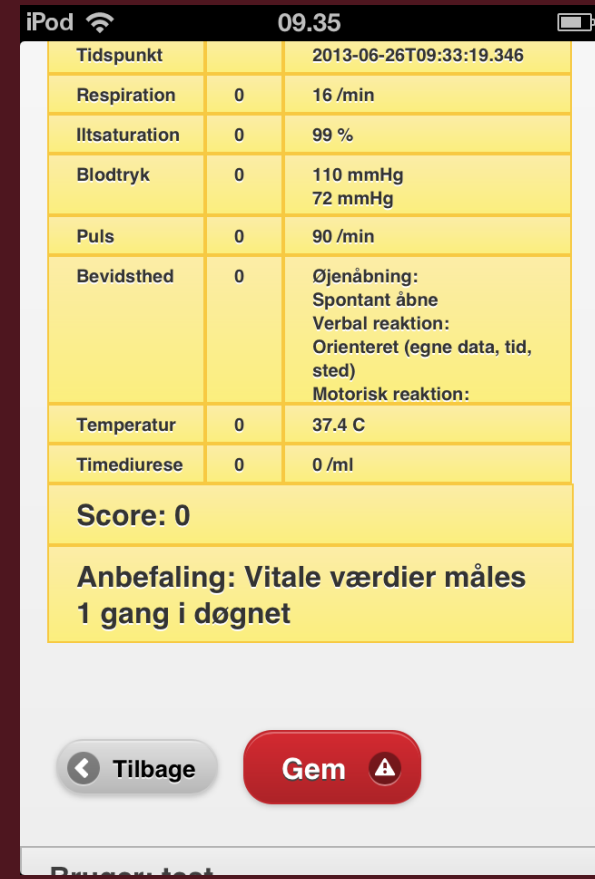 iPod 09.35
Tidspunkt 2013-06-26T09:33:19.346
Respiration 0 16 /min
Iltsaturation 0 99 %
Blodtryk 0 110 mmHg
72 mmHg
Puls 0 90 /min
Bevidsthed 0 Øjenåbning:
Spontant åbne
Verbal reaktion:
Orienteret (egne data, tid,
sted)
Motorisk reaktion:
Temperatur 0 37.4 C
Timediurese 0 0 /ml
Score: 0
Anbefaling: Vitale værdier måles
1 gang i døgnet
Tilbage Gem
Bruger: test